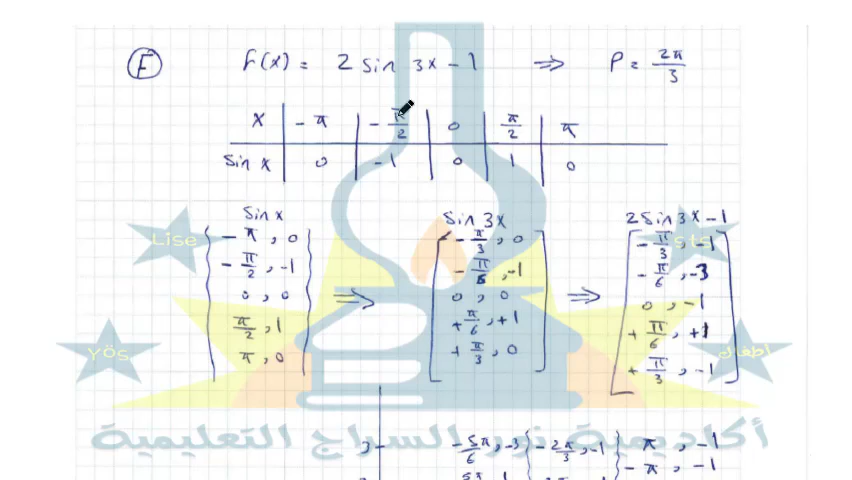 F f(x) = 2 sin 3x - 1 ⇒ P = 2π/3
x | -π | -π/2 | 0 | π/2 | π
sin x | 0 | -1 | 0 | 1 | 0
sin x
-π, 0
-π/2, -1
0, 0
π/2, 1
π, 0
⇒
sin 3x
-π/3, 0
-π/6, -1
0, 0
+π/6, +1
+π/3, 0
⇒
2 sin 3x - 1
-π/3, -1
-π/6, -3
0, -1
+π/6, +1
+π/3, -1
Lise
YÖS
أطفال
أكاديمية نور السراج التعليمية
3
-5π/6, -3 { -2π/3, -1 { π, -1
-π, -1